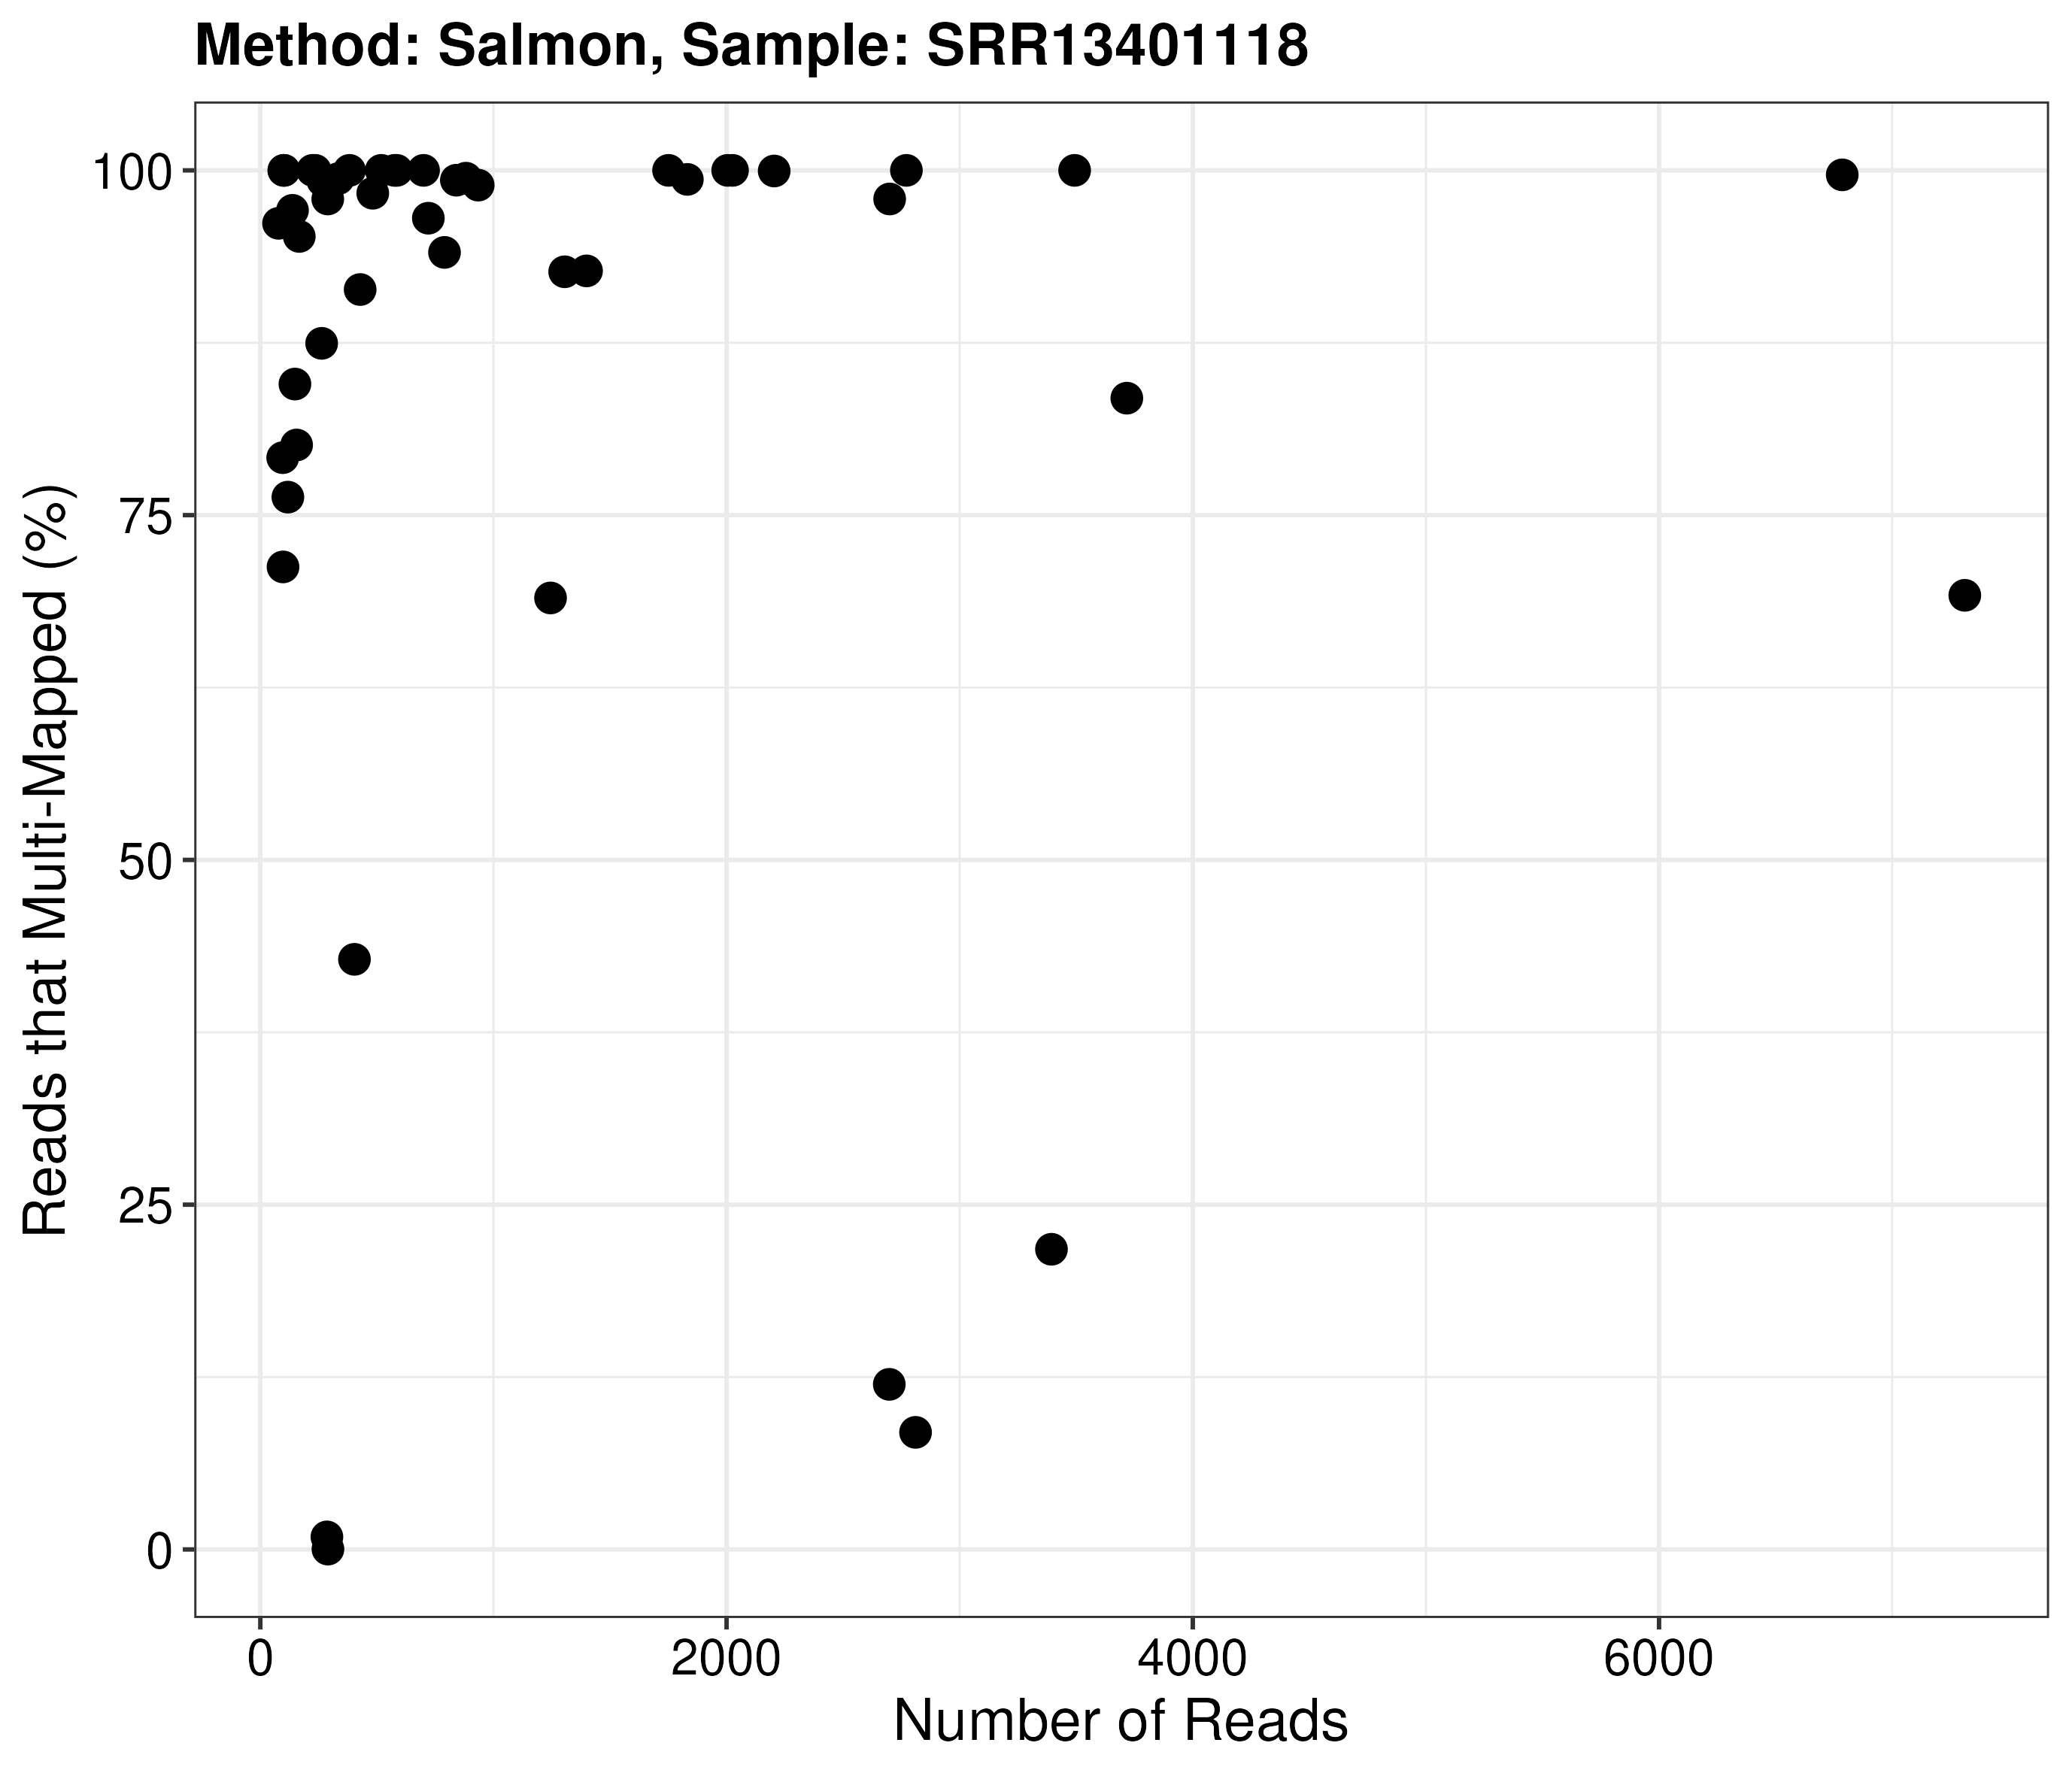 Method: Salmon, Sample: SRR13401118
Reads that Multi-Mapped (%)
100
75
50
25
0
0 2000 4000 6000
Number of Reads